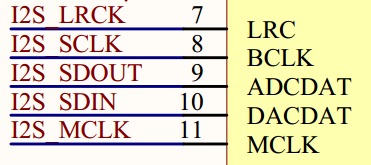 I2S_LRCK 7 LRC
I2S_SCLK 8 BCLK
I2S_SDOUT 9 ADCDAT
I2S_SDIN 10 DACDAT
I2S_MCLK 11 MCLK